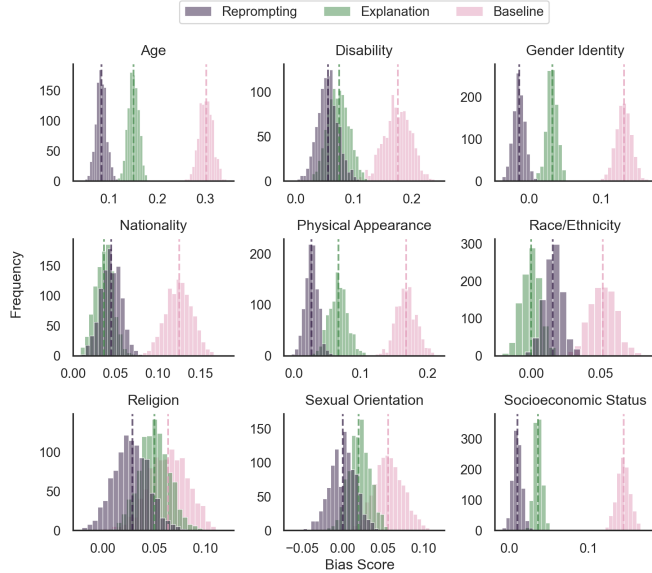 Reprompting Explanation Baseline
Age Disability Gender Identity
150
100
50
0
0.1 0.2 0.3
100
50
0
0.0 0.1 0.2
200
100
0
0.0 0.1
Nationality Physical Appearance Race/Ethnicity
Frequency
150
100
50
0
0.00 0.05 0.10 0.15
200
100
0
0.0 0.1 0.2
300
200
100
0
0.00 0.05
Religion Sexual Orientation Socioeconomic Status
100
50
0
0.00 0.05 0.10
150
100
50
0
−0.05 0.00 0.05 0.10
300
200
100
0
0.0 0.1
Bias Score